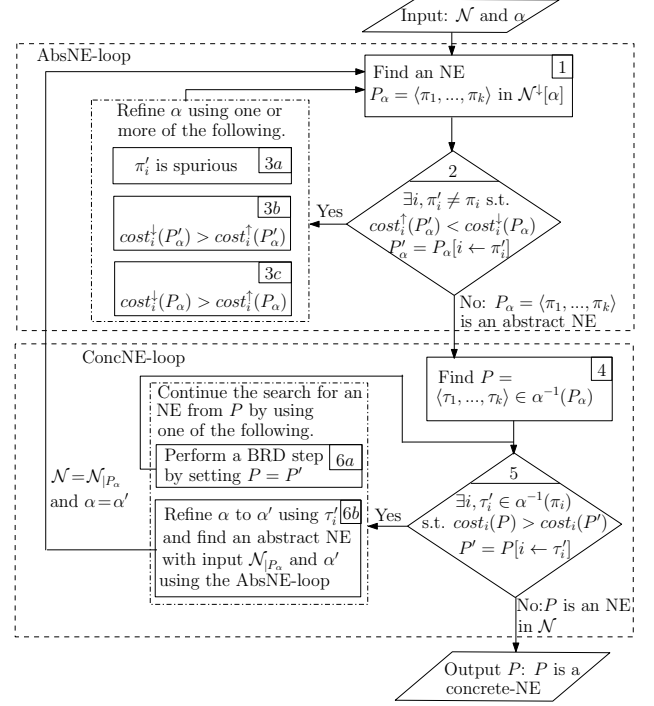 Input: 𝒩 and α
AbsNE-loop
1
Find an NE
P_α = ⟨π₁, ..., π_k⟩ in 𝒩^↓[α]
Refine α using one or
more of the following.
3a
π′_i is spurious
3b
cost^↓_i(P′_α) > cost^↑_i(P′_α)
3c
cost^↓_i(P_α) > cost^↑_i(P_α)
2
∃i, π′_i ≠ π_i s.t.
cost^↑_i(P′_α) < cost^↓_i(P_α)
P′_α = P_α[i ← π′_i]
Yes
No: P_α = ⟨π₁, ..., π_k⟩
is an abstract NE
ConcNE-loop
4
Find P =
⟨τ₁, ..., τ_k⟩ ∈ α⁻¹(P_α)
Continue the search for an
NE from P by using
one of the following.
6a
Perform a BRD step
by setting P = P′
6b
Refine α to α′ using τ′_i
and find an abstract NE
with input 𝒩_{|P_α} and α′
using the AbsNE-loop
𝒩=𝒩_{|P_α}
and α=α′
5
∃i, τ′_i ∈ α⁻¹(π_i)
s.t. cost_i(P) > cost_i(P′)
P′ = P[i ← τ′_i]
Yes
No:P is an NE
in 𝒩
Output P: P is a
concrete-NE